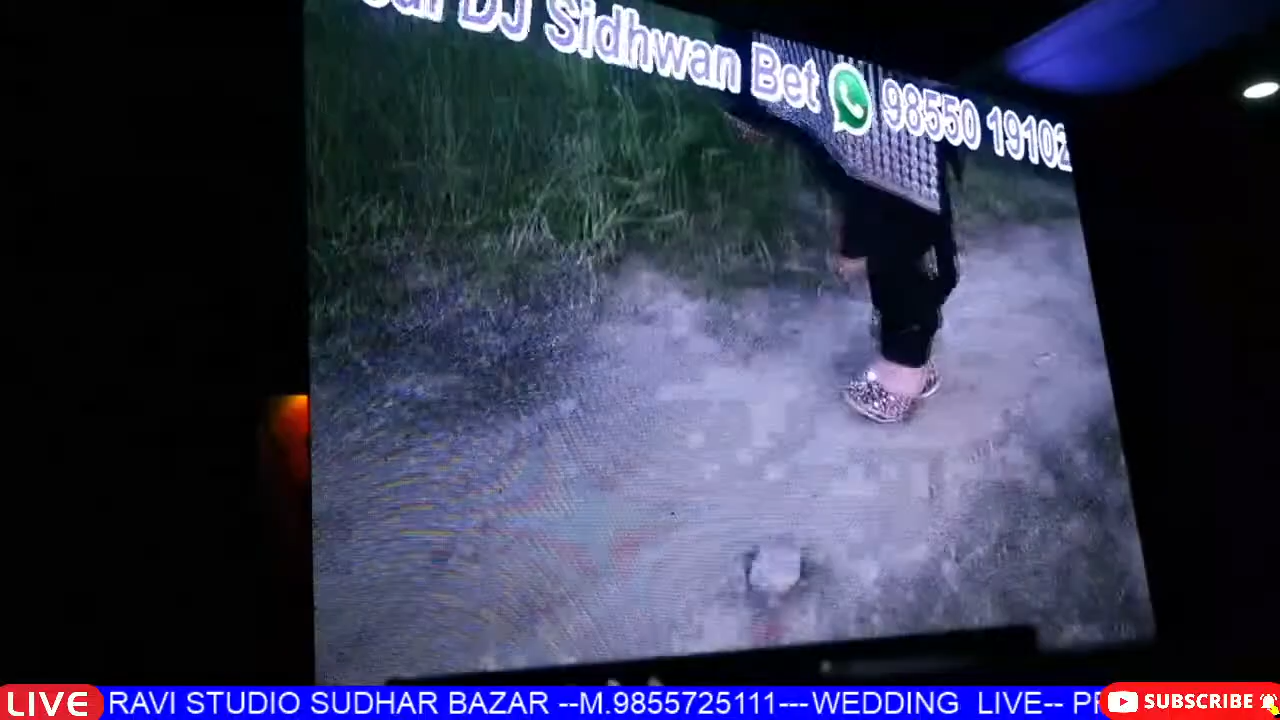 DJ Sidhwan Bet 98550 19102
LIVE RAVI STUDIO SUDHAR BAZAR --M.9855725111---WEDDING LIVE-- SUBSCRIBE